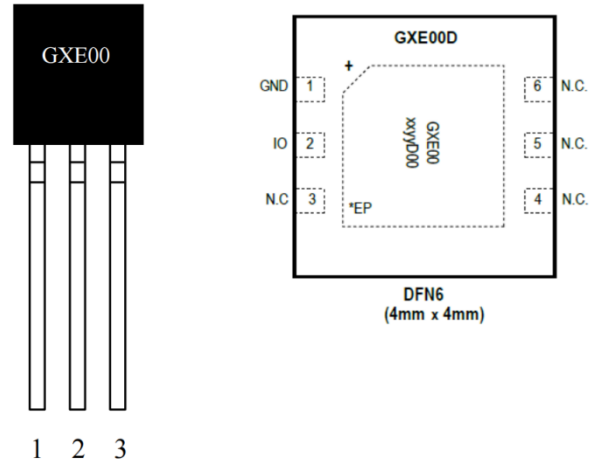 GXE00
1 2 3
GXE00D
+
GND 1
IO 2
N.C 3
6 N.C.
5 N.C.
4 N.C.
GXE00
xxyyD00
*EP
DFN6
(4mm x 4mm)